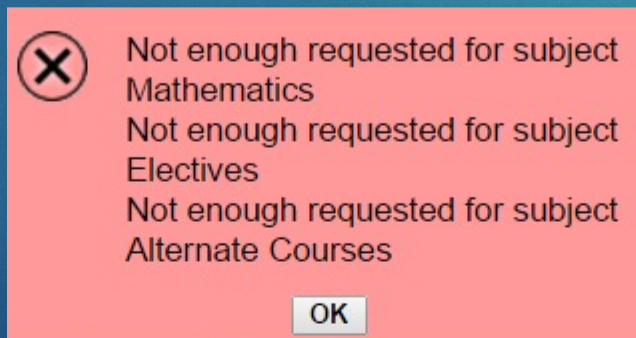 Not enough requested for subject
Mathematics
Not enough requested for subject
Electives
Not enough requested for subject
Alternate Courses
OK